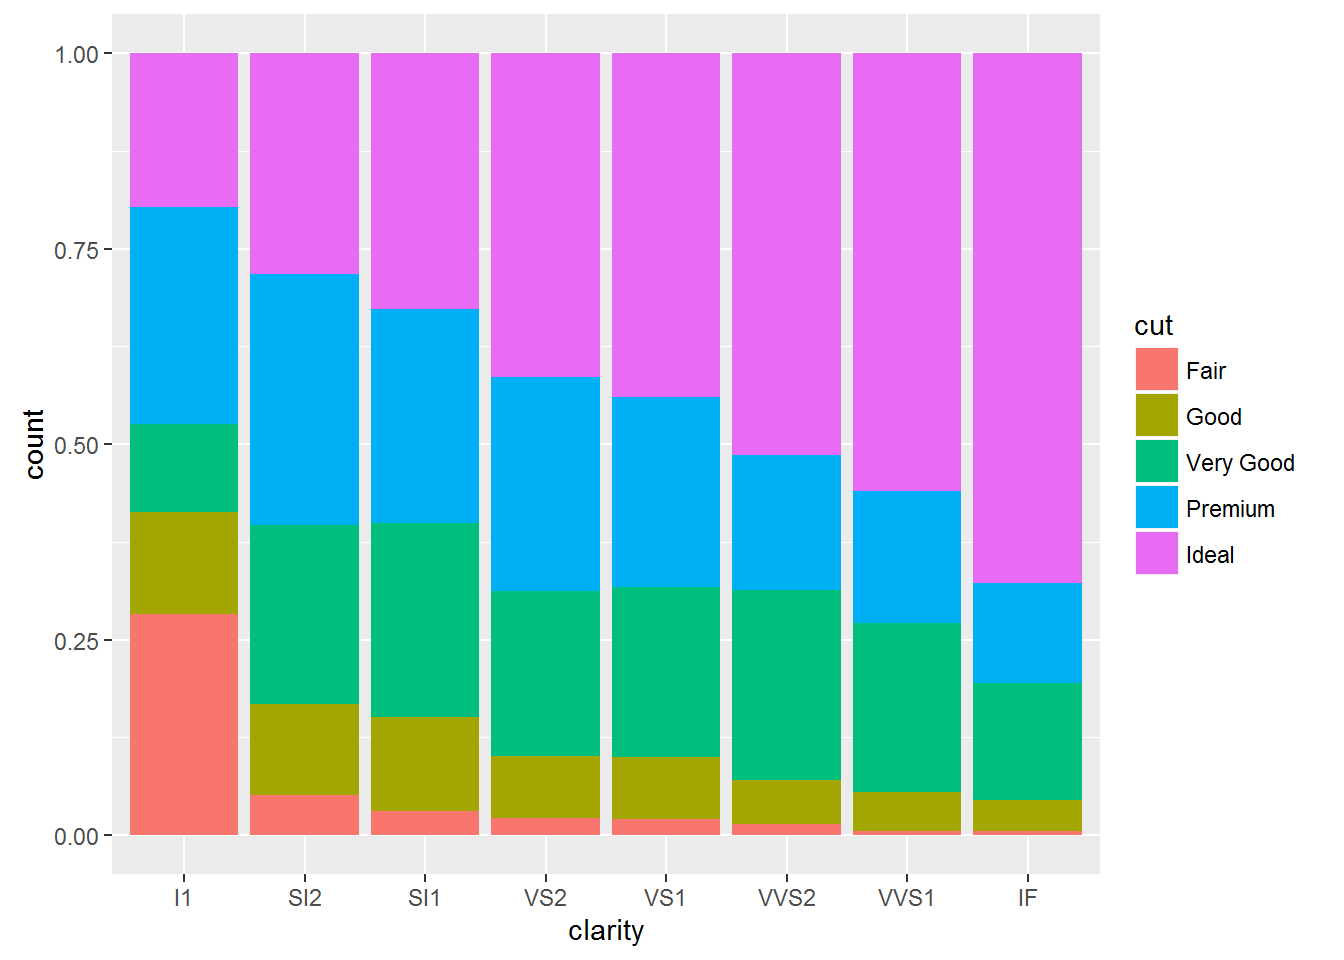 1.00
0.75
0.50
0.25
0.00
count
I1 SI2 SI1 VS2 VS1 VVS2 VVS1 IF
clarity
cut
Fair
Good
Very Good
Premium
Ideal